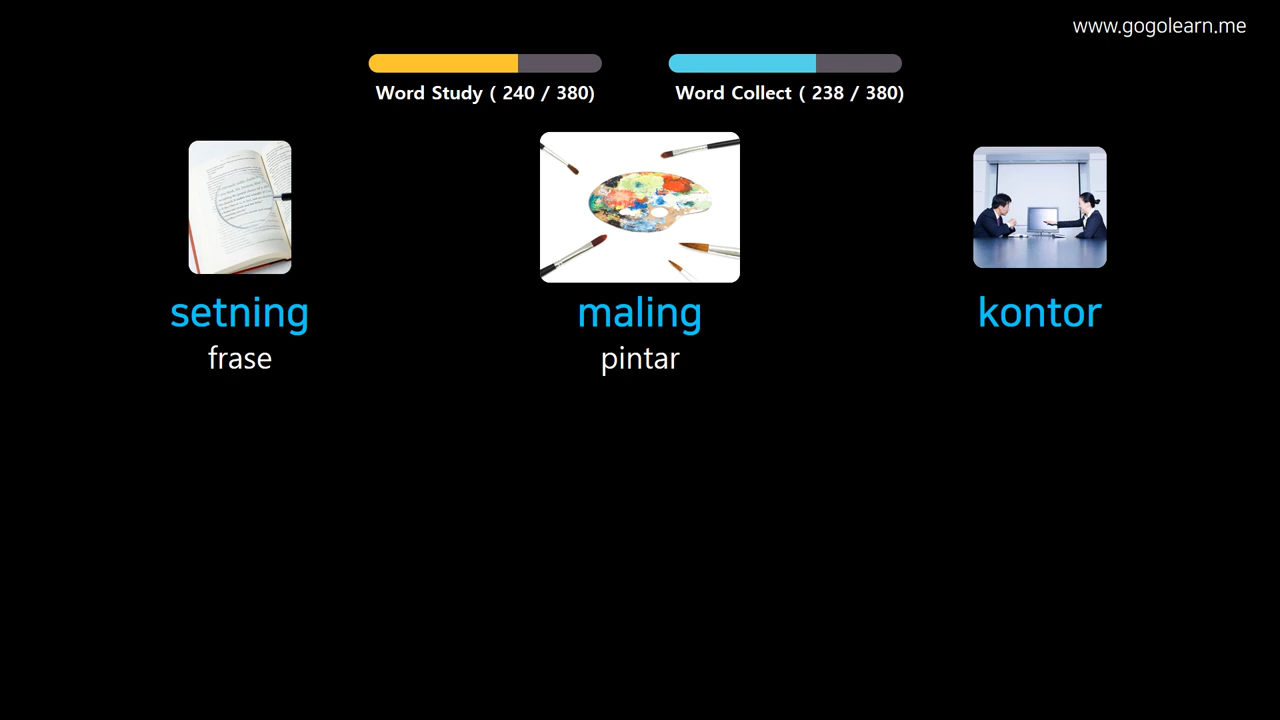 www.gogolearn.me
Word Study ( 240 / 380)
Word Collect ( 238 / 380)
setning
frase
maling
pintar
kontor